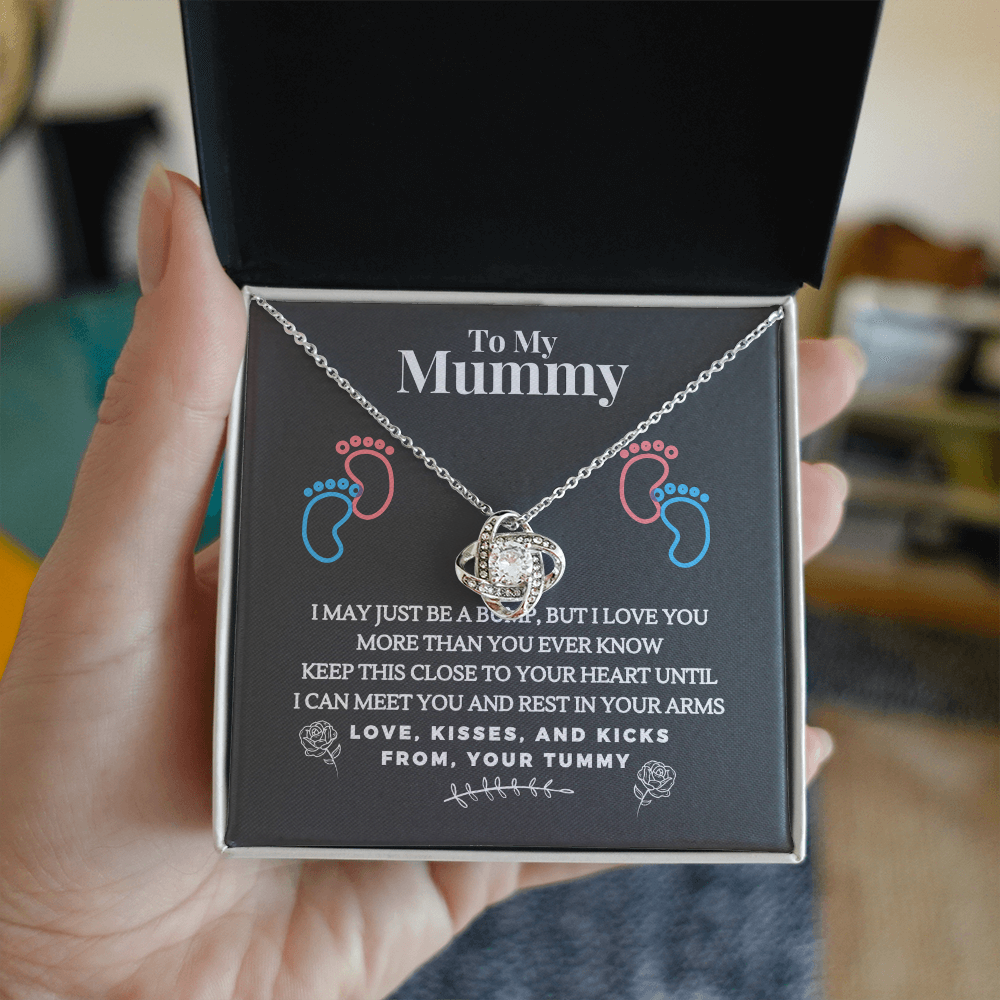 To My
Mummy
I MAY JUST BE A BUMP, BUT I LOVE YOU
MORE THAN YOU EVER KNOW
KEEP THIS CLOSE TO YOUR HEART UNTIL
I CAN MEET YOU AND REST IN YOUR ARMS
LOVE, KISSES, AND KICKS
FROM, YOUR TUMMY